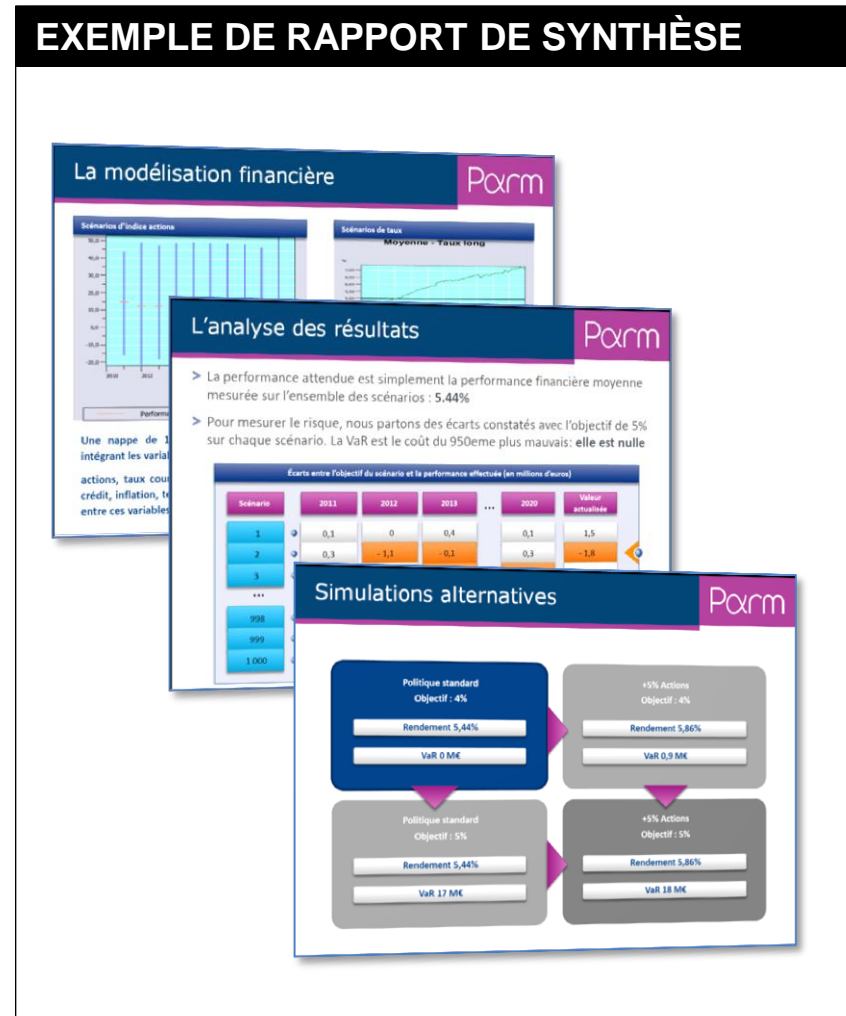 EXEMPLE DE RAPPORT DE SYNTHÈSE
La modélisation financière
Parm
Scénarios d'indice actions
Scénarios de taux
Moyenne - Taux long
2010
2012
Performa
Une nappe de 1
intégrant les variab
actions, taux cour
crédit, inflation, te
entre ces variables
L'analyse des résultats
Parm
> La performance attendue est simplement la performance financière moyenne
mesurée sur l'ensemble des scénarios : 5.44%
> Pour mesurer le risque, nous partons des écarts constatés avec l'objectif de 5%
sur chaque scénario. La VaR est le coût du 950eme plus mauvais: elle est nulle
Écarts entre l'objectif du scénario et la performance effectuée (en millions d'euros)
Scénario 2011 2012 2013 ... 2020 Valeur
actualisée
1 0,1 0 0,4 0,1 1,5
2 0,3 - 1,1 - 0,1 0,3 - 1,8
3
...
998
999
1 000
Simulations alternatives
Parm
Politique standard
Objectif : 4%
Rendement 5,44%
VaR 0 M€
+5% Actions
Objectif : 4%
Rendement 5,86%
VaR 0,9 M€
Politique standard
Objectif : 5%
Rendement 5,44%
VaR 17 M€
+5% Actions
Objectif : 5%
Rendement 5,86%
VaR 18 M€